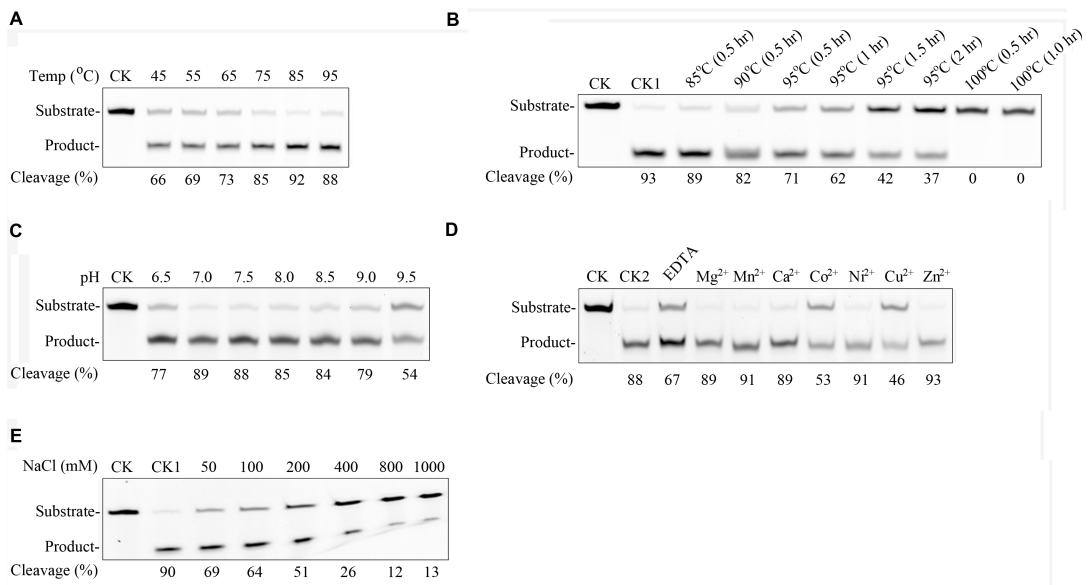 A
Temp (°C) CK 45 55 65 75 85 95
Substrate-
Product-
Cleavage (%) 66 69 73 85 92 88
B
CK CK1 85°C (0.5 hr) 90°C (0.5 hr) 95°C (0.5 hr) 95°C (1 hr) 95°C (1.5 hr) 95°C (2 hr) 100°C (0.5 hr) 100°C (1.0 hr)
Substrate-
Product-
Cleavage (%) 93 89 82 71 62 42 37 0 0
C
pH CK 6.5 7.0 7.5 8.0 8.5 9.0 9.5
Substrate-
Product-
Cleavage (%) 77 89 88 85 84 79 54
D
CK CK2 EDTA Mg²⁺ Mn²⁺ Ca²⁺ Co²⁺ Ni²⁺ Cu²⁺ Zn²⁺
Substrate-
Product-
Cleavage (%) 88 67 89 91 89 53 91 46 93
E
NaCl (mM) CK CK1 50 100 200 400 800 1000
Substrate-
Product-
Cleavage (%) 90 69 64 51 26 12 13